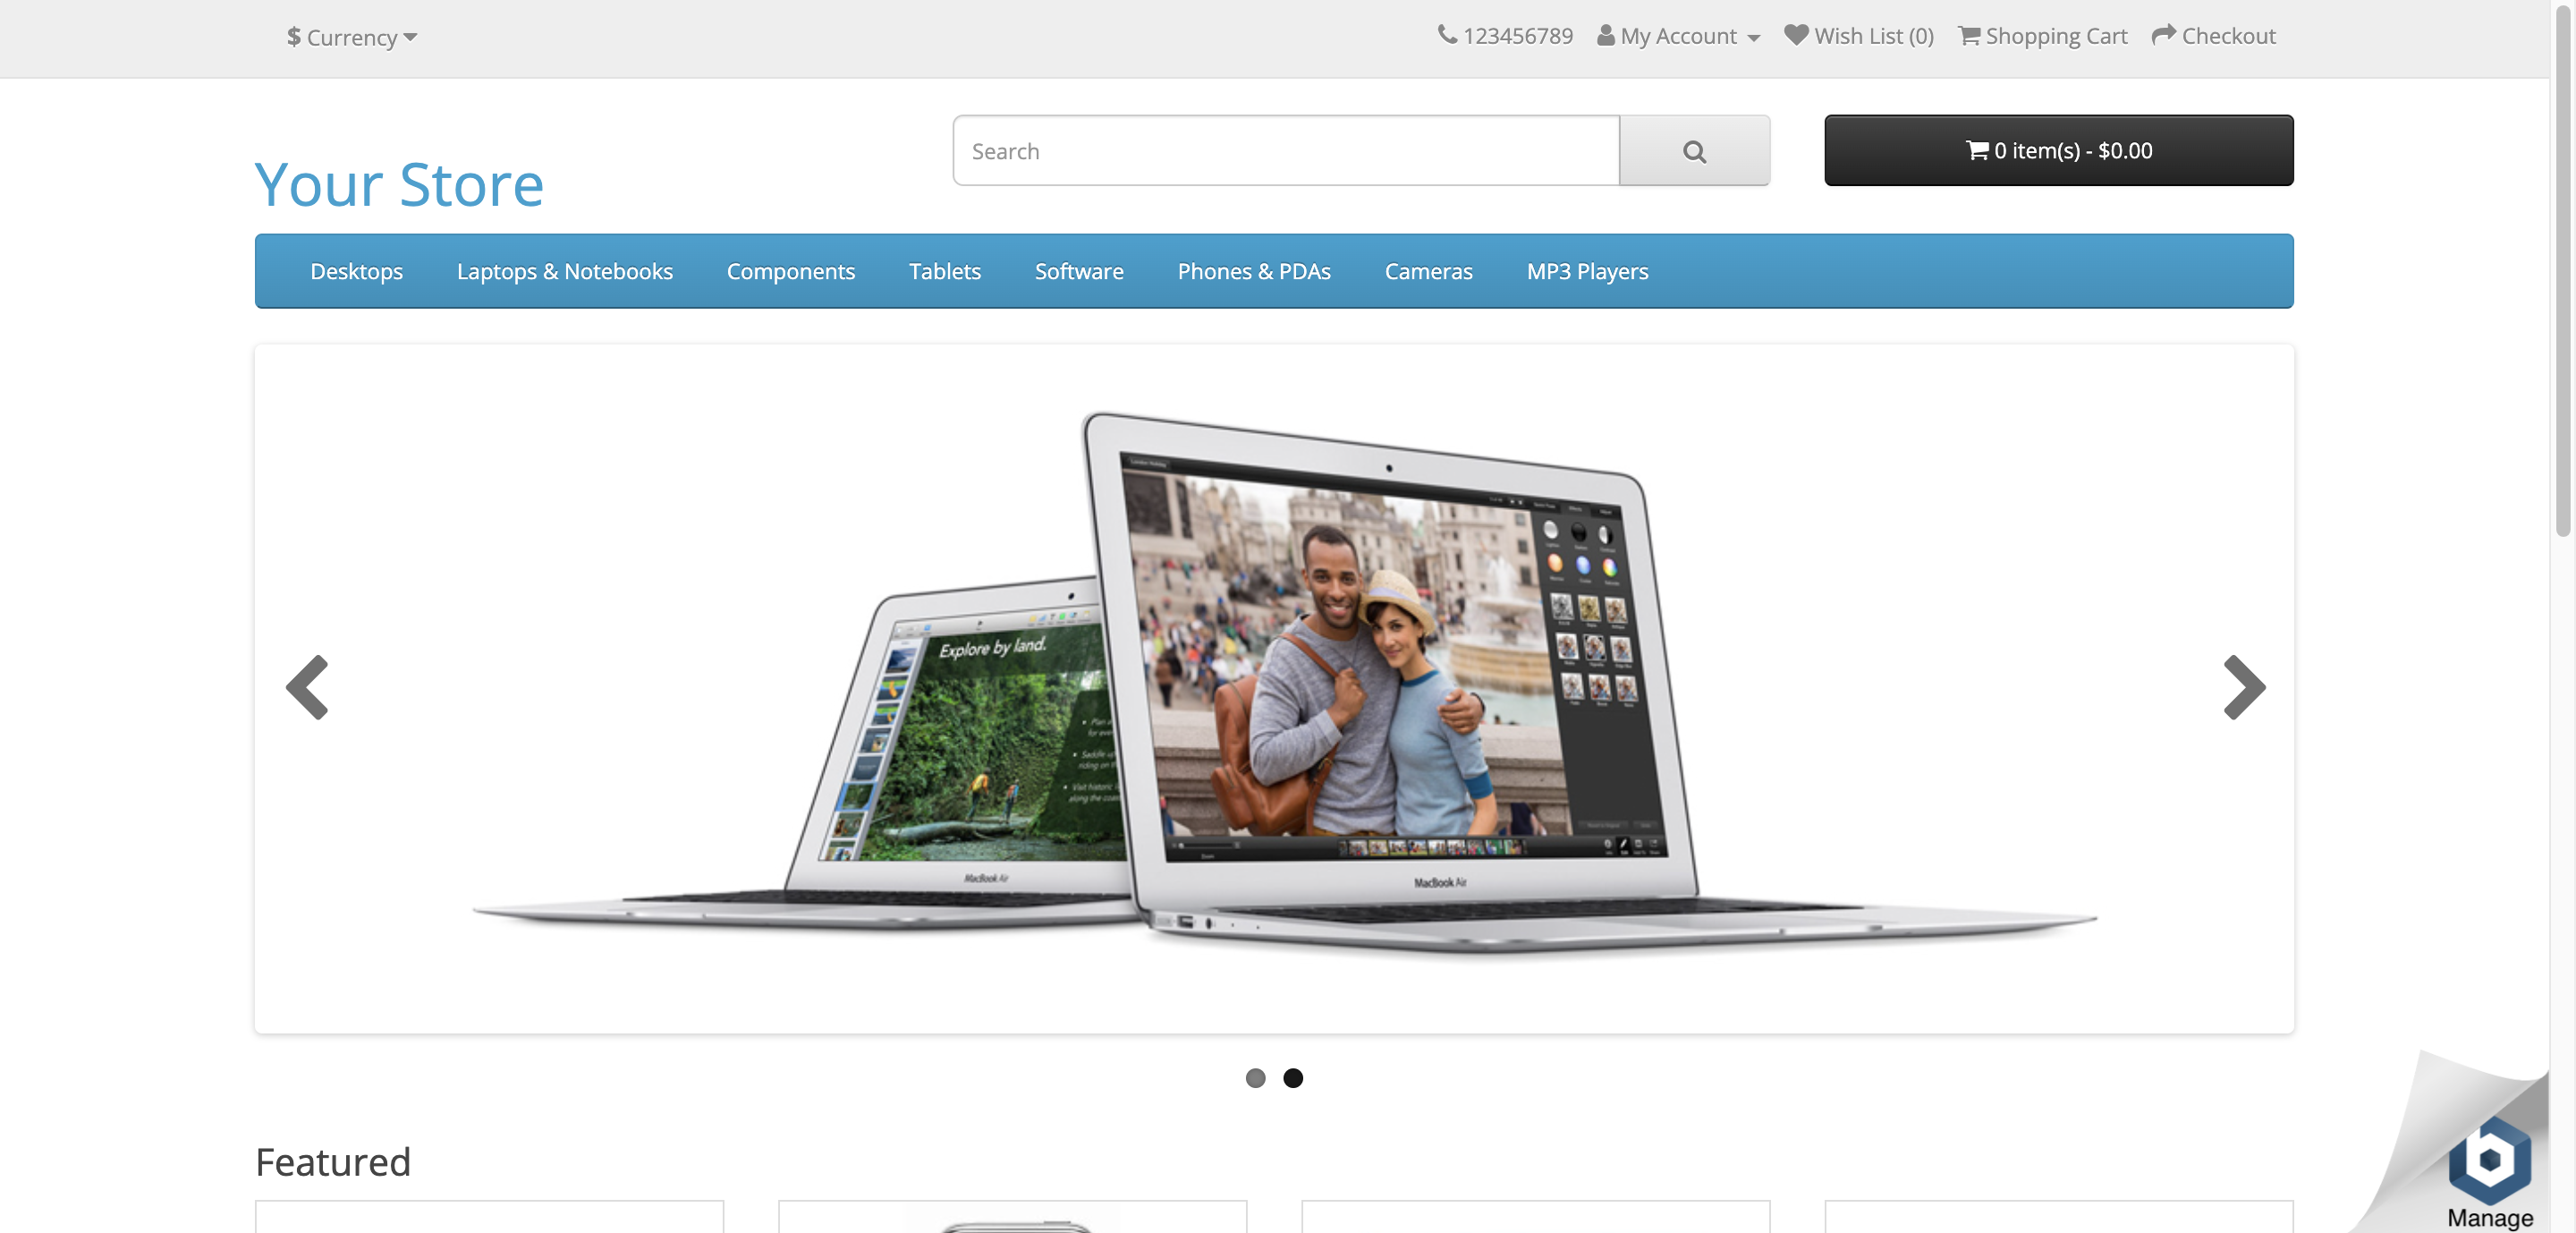 $ Currency
123456789 My Account Wish List (0) Shopping Cart Checkout
Search
0 item(s) - $0.00
Your Store
Desktops Laptops & Notebooks Components Tablets Software Phones & PDAs Cameras MP3 Players
Explore by land.
MacBook Air
MacBook Air
Featured
Manage